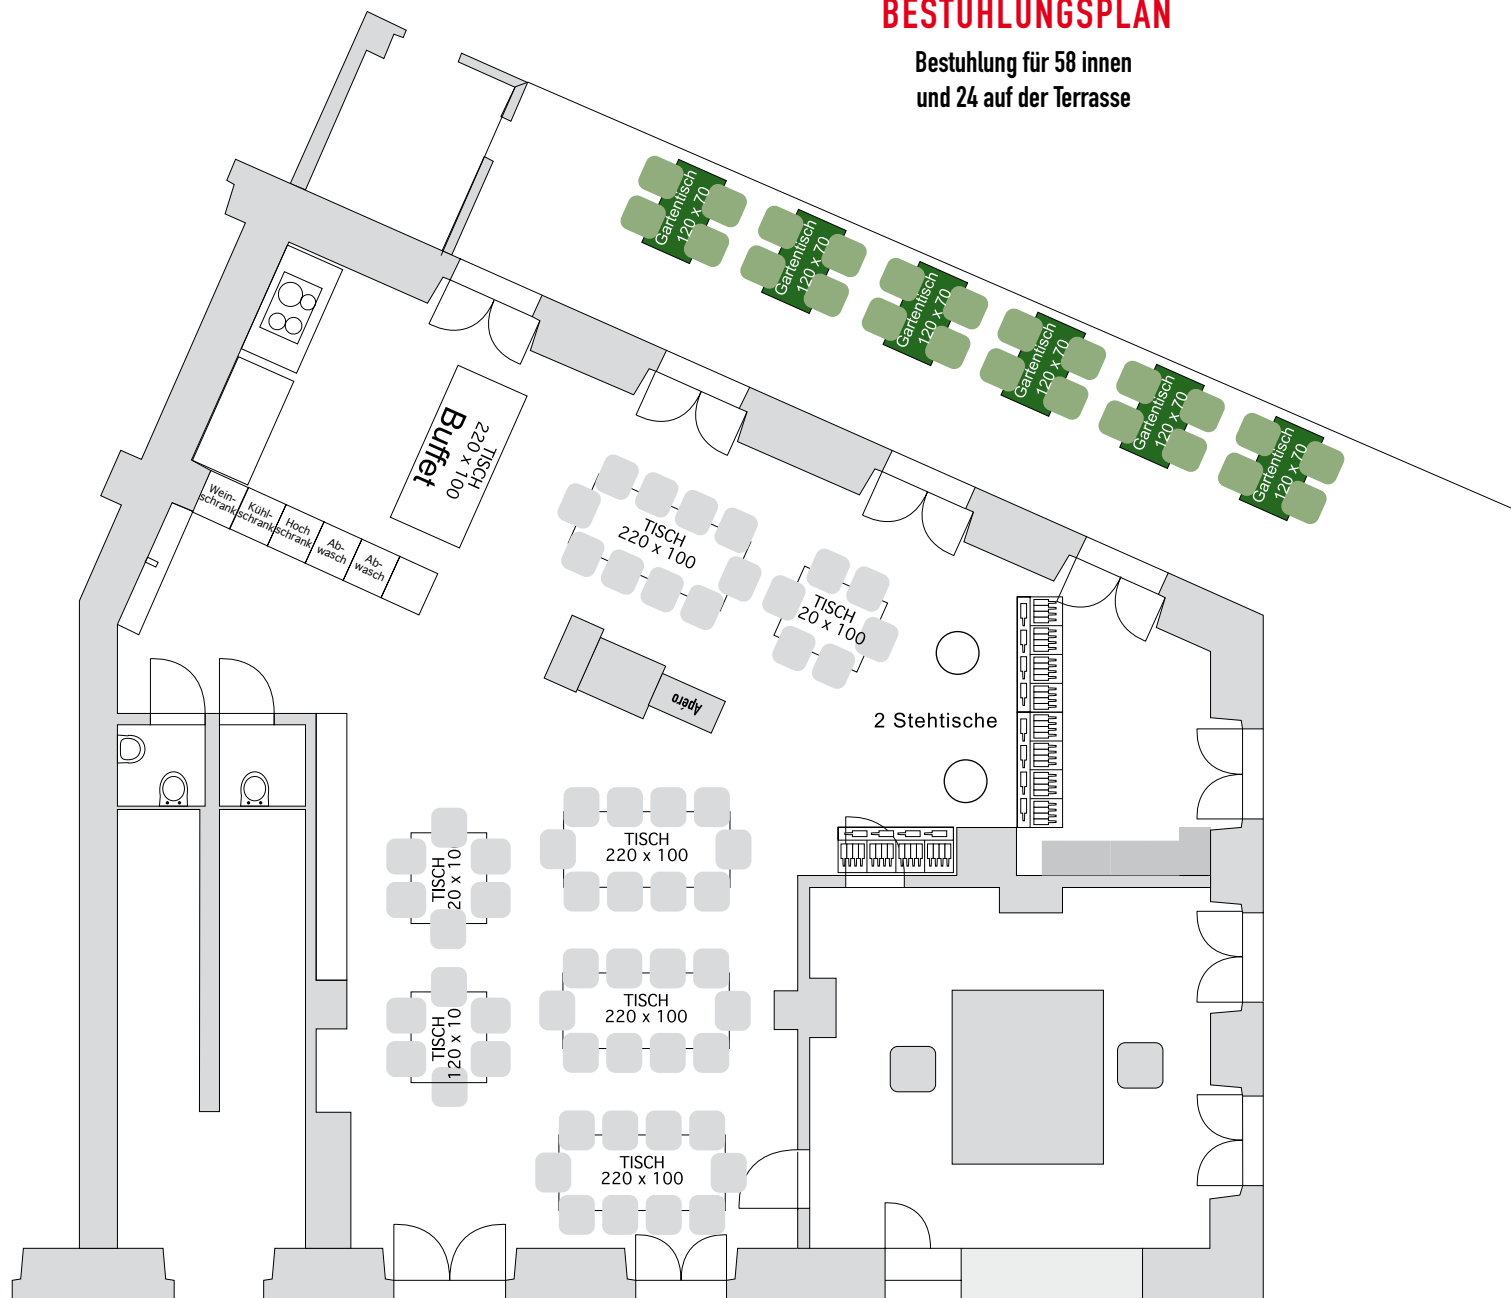 BESTUHLUNGSPLAN
Bestuhlung für 58 innen
und 24 auf der Terrasse
Gartentisch
120 x 70
Gartentisch
120 x 70
Gartentisch
120 x 70
Gartentisch
120 x 70
Gartentisch
120 x 70
Gartentisch
120 x 70
TISCH
220 x 100
Buffet
Wein-
schrank
Kühl-
schrank
Hoch
schrank
Ab-
wasch
Ab-
wasch
TISCH
220 x 100
TISCH
20 x 100
Apéro
2 Stehtische
TISCH
20 x 10
TISCH
220 x 100
TISCH
120 x 10
TISCH
220 x 100
TISCH
220 x 100